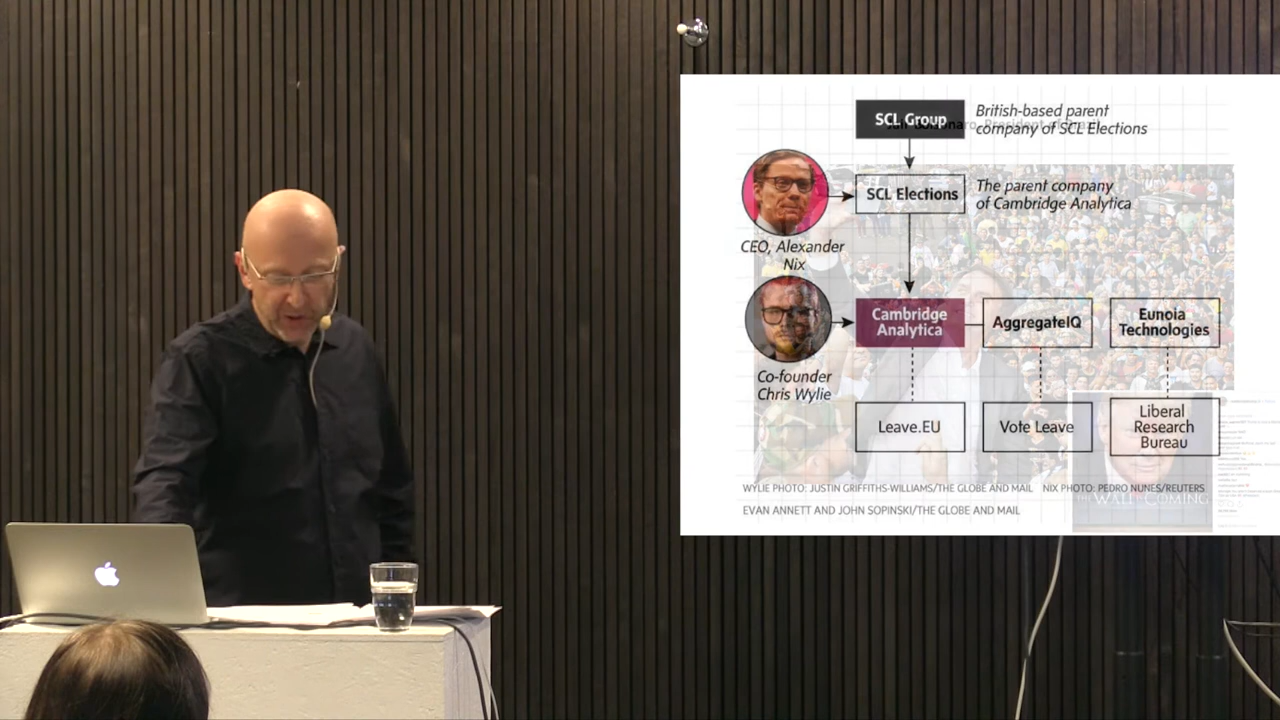 SCL Group
British-based parent
company of SCL Elections
SCL Elections
The parent company
of Cambridge Analytica
CEO, Alexander
Nix
Cambridge
Analytica
AggregateIQ
Eunoia
Technologies
Co-founder
Chris Wylie
Leave.EU
Vote Leave
Liberal
Research
Bureau
WYLIE PHOTO: JUSTIN GRIFFITHS-WILLIAMS/THE GLOBE AND MAIL NIX PHOTO: PEDRO NUNES/REUTERS
EVAN ANNETT AND JOHN SOPINSKI/THE GLOBE AND MAIL
WALL COMING